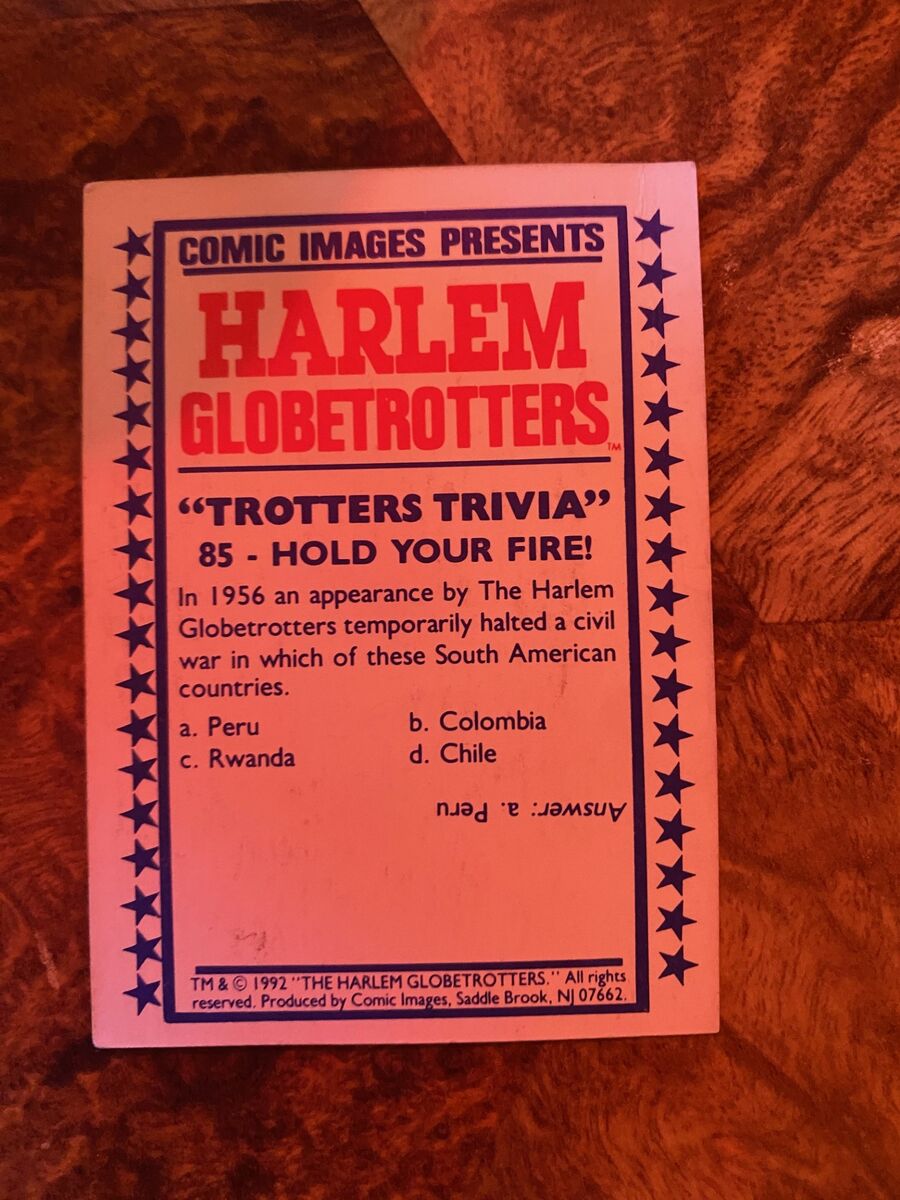 COMIC IMAGES PRESENTS
HARLEM
GLOBETROTTERS™
“TROTTERS TRIVIA”
85 - HOLD YOUR FIRE!
In 1956 an appearance by The Harlem
Globetrotters temporarily halted a civil
war in which of these South American
countries.
a. Peru b. Colombia
c. Rwanda d. Chile
Answer: a. Peru
TM & © 1992 "THE HARLEM GLOBETROTTERS." All rights
reserved. Produced by Comic Images, Saddle Brook, NJ 07662.